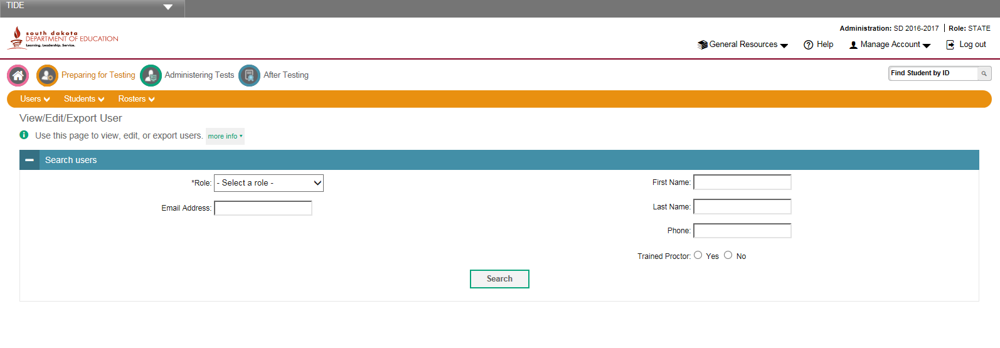 TIDE
south dakota
DEPARTMENT OF EDUCATION
Learning. Leadership. Service.
Administration: SD 2016-2017 | Role: STATE
General Resources Help Manage Account Log out
Preparing for Testing Administering Tests After Testing Find Student by ID
Users Students Rosters
View/Edit/Export User
Use this page to view, edit, or export users. more info
Search users
*Role: - Select a role - First Name:
Email Address: Last Name:
Phone:
Trained Proctor: Yes No
Search